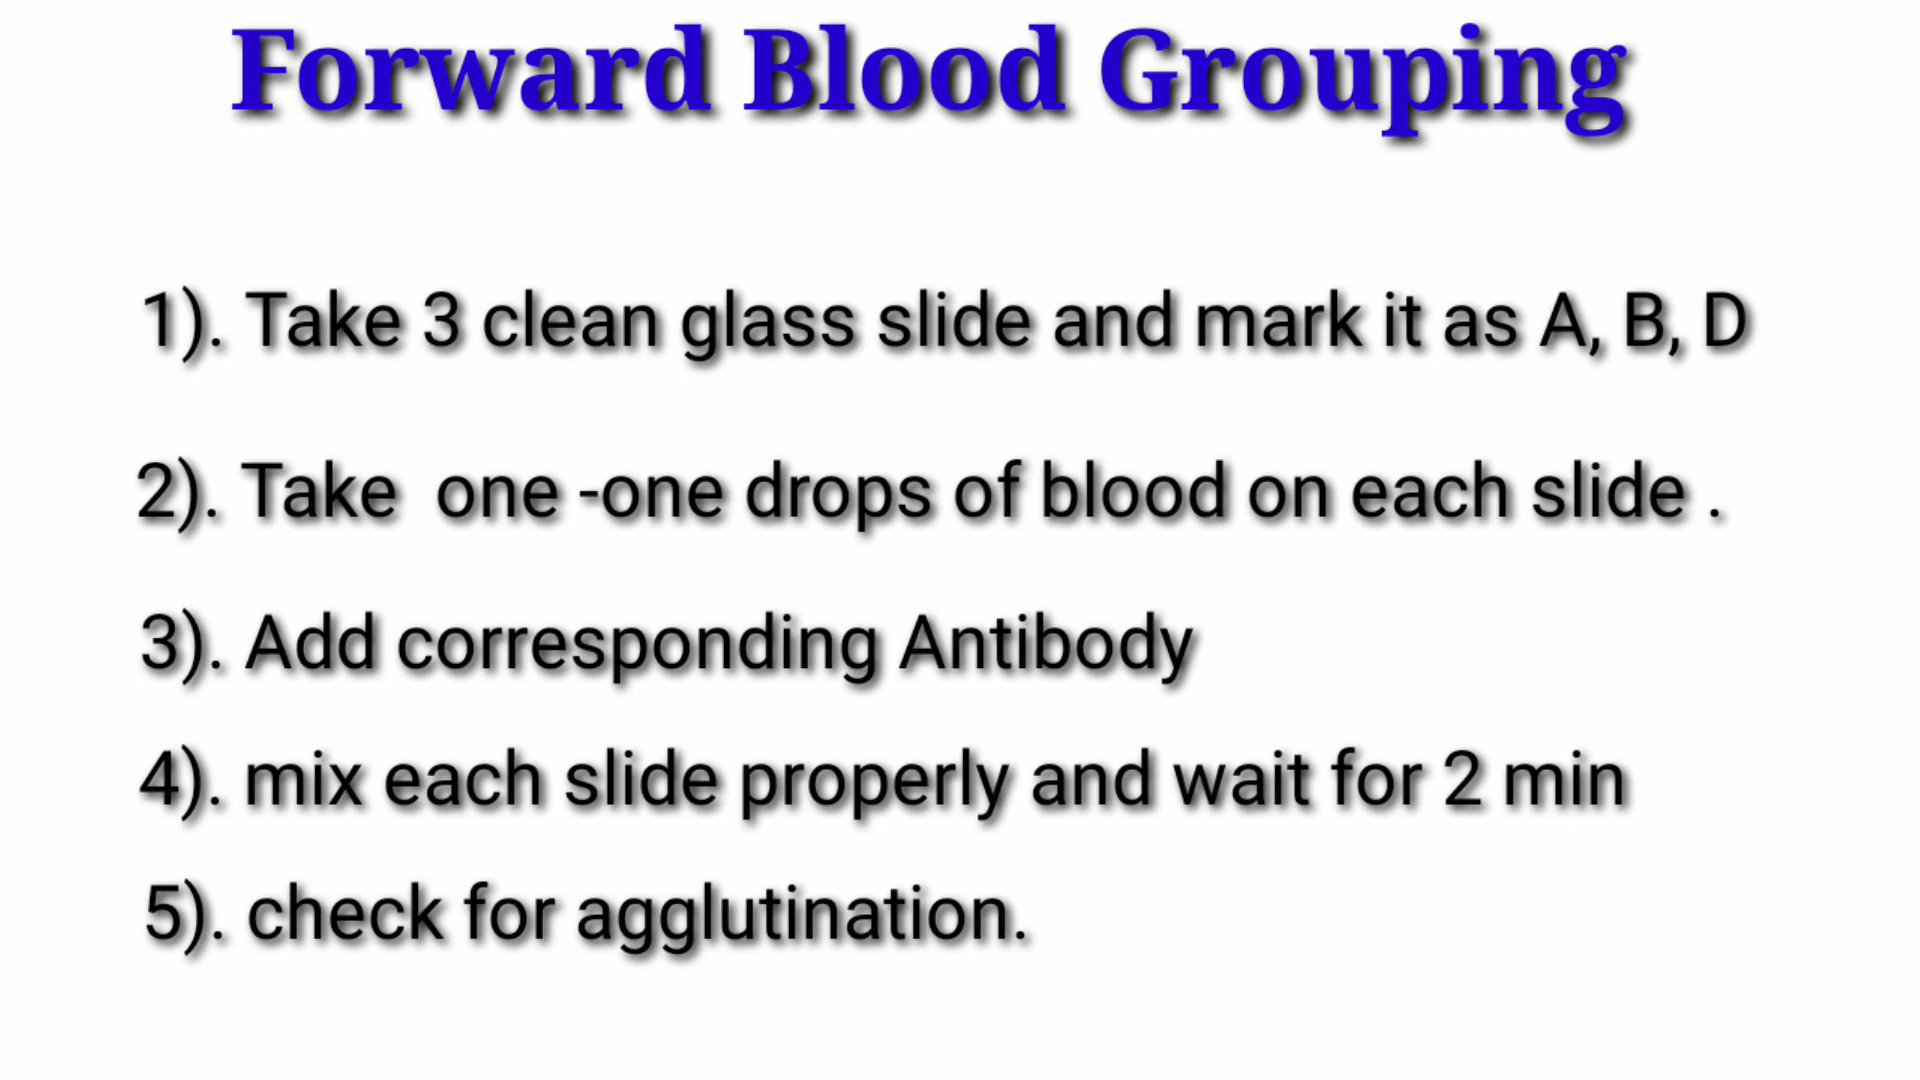 Forward Blood Grouping
1). Take 3 clean glass slide and mark it as A, B, D
2). Take  one -one drops of blood on each slide .
3). Add corresponding Antibody
4). mix each slide properly and wait for 2 min
5). check for agglutination.